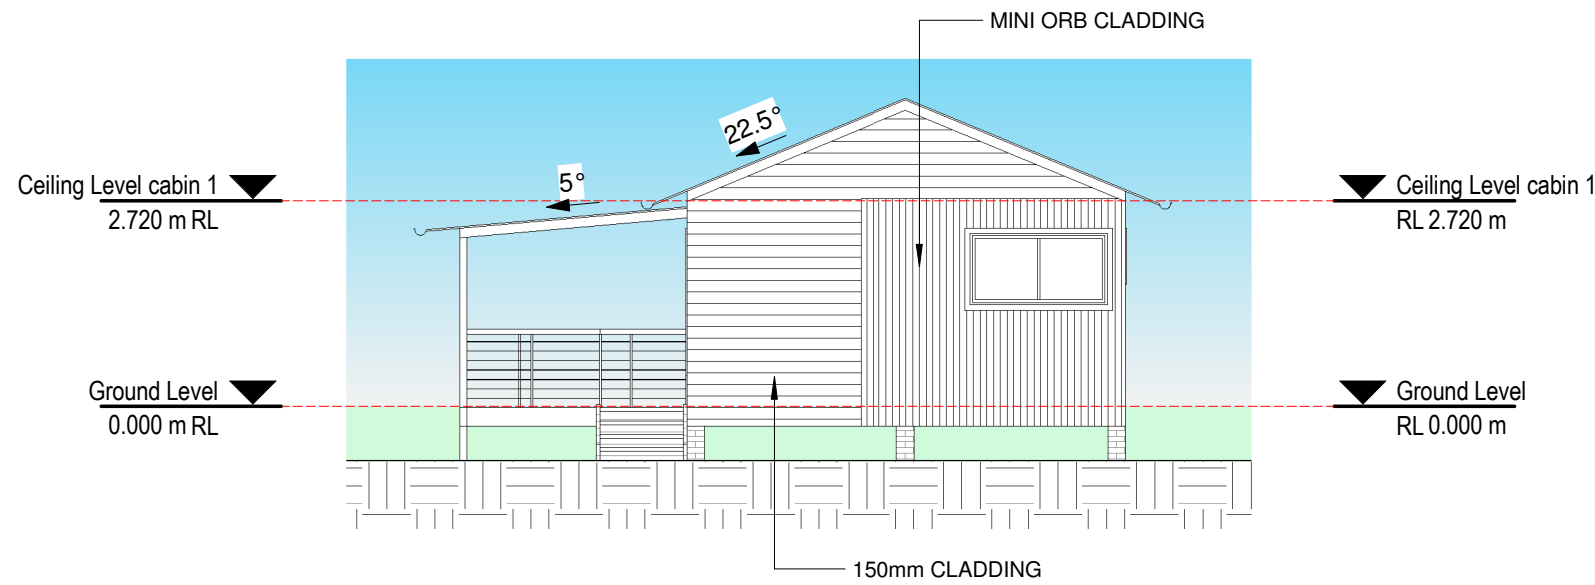 MINI ORB CLADDING
22.5°
5°
Ceiling Level cabin 1
2.720 m RL
Ceiling Level cabin 1
RL 2.720 m
Ground Level
0.000 m RL
Ground Level
RL 0.000 m
150mm CLADDING